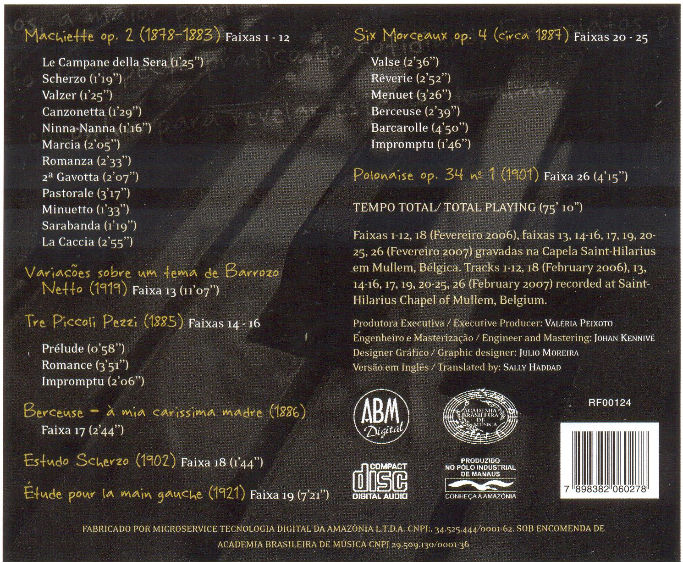 Machiette op. 2 (1878-1883) Faixas 1 - 12
Le Campane della Sera (1'25")
Scherzo (1'19")
Valzer (1'25")
Canzonetta (1'29")
Ninna-Nanna (1'16")
Marcia (2'05")
Romanza (2'33")
2ª Gavotta (2'07")
Pastorale (3'17")
Minuetto (1'33")
Sarabanda (1'19")
La Caccia (2'55")
Variações sobre um tema de Barrozo
Netto (1919) Faixa 13 (11'07")
Tre Piccoli Pezzi (1885) Faixas 14 - 16
Prélude (0'58")
Romance (3'51")
Impromptu (2'06")
Berceuse - à mia carissima madre (1886)
Faixa 17 (2'44")
Estudo Scherzo (1902) Faixa 18 (1'44")
Étude pour la main gauche (1921) Faixa 19 (7'21")
Six Morceaux op. 4 (circa 1887) Faixas 20 - 25
Valse (2'36")
Rêverie (2'52")
Menuet (3'26")
Berceuse (2'39")
Barcarolle (4'50")
Impromptu (1'46")
Polonaise op. 34 nº 1 (1901) Faixa 26 (4'15")
TEMPO TOTAL/ TOTAL PLAYING (75' 10")
Faixas 1-12, 18 (Fevereiro 2006), faixas 13, 14-16, 17, 19, 20-
25, 26 (Fevereiro 2007) gravadas na Capela Saint-Hilarius
em Mullem, Bélgica. Tracks 1-12, 18 (February 2006), 13,
14-16, 17, 19, 20-25, 26 (February 2007) recorded at Saint-
Hilarius Chapel of Mullem, Belgium.
Produtora Executiva / Executive Producer: VALÉRIA PEIXOTO
Engenheiro e Masterização / Engineer and Mastering: JOHAN KENNIVÉ
Designer Gráfico / Graphic designer: JULIO MOREIRA
Versão em Inglês / Translated by: SALLY HADDAD
ABM
Digital
ACADEMIA
BRASILEIRA
DE
MÚSICA
COMPACT
disc
DIGITAL AUDIO
PRODUZIDO
NO PÓLO INDUSTRIAL
DE MANAUS
CONHEÇA A AMAZÔNIA
RF00124
7 898382 060278
FABRICADO POR MICROSERVICE TECNOLOGIA DIGITAL DA AMAZÔNIA L.T.D.A. CNPJ:. 34.525.444/0001-62. SOB ENCOMENDA DE
ACADEMIA BRASILEIRA DE MÚSICA CNPJ 29.509.130/0001-36